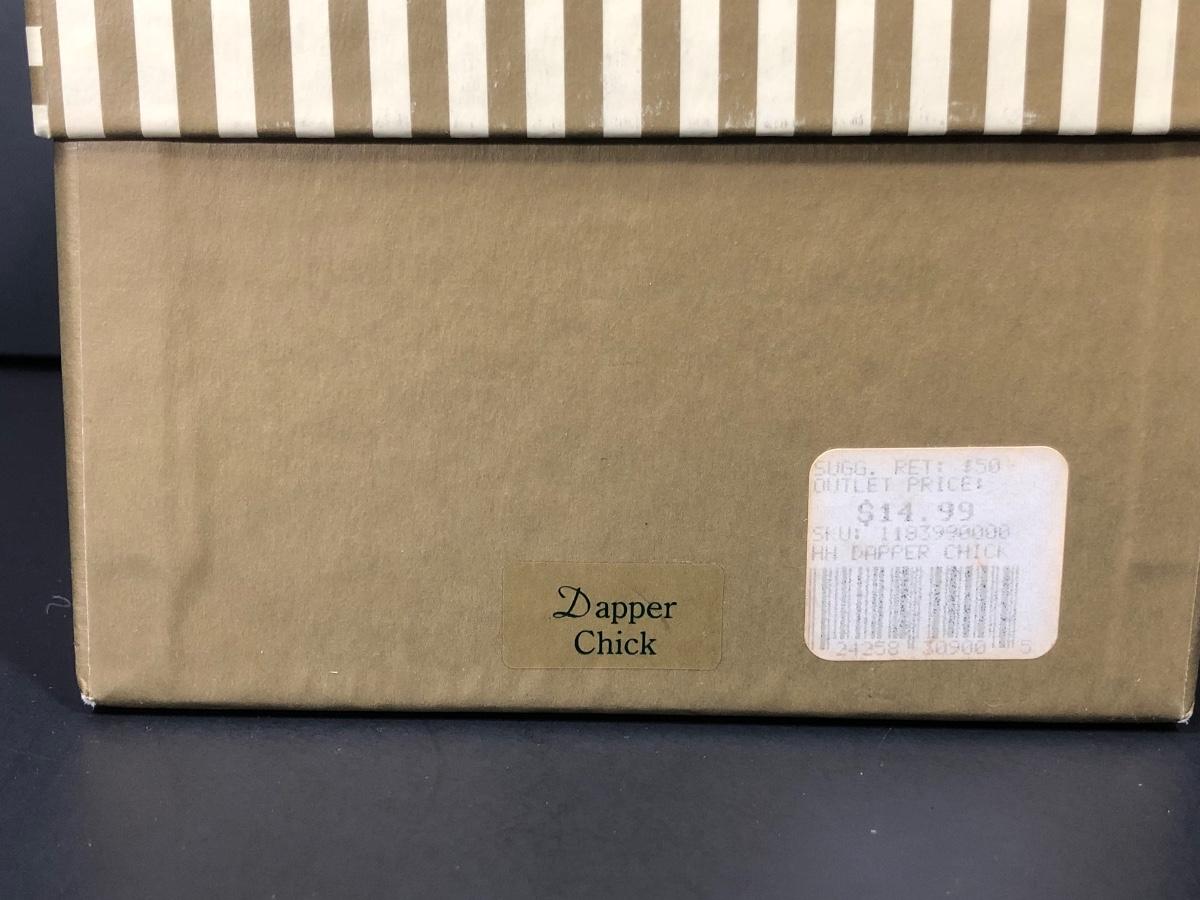 Dapper
Chick
SUGG. RET: $50
OUTLET PRICE:
$14.99
SKU: 1183990000
HH DAPPER CHICK
24258 30900 5